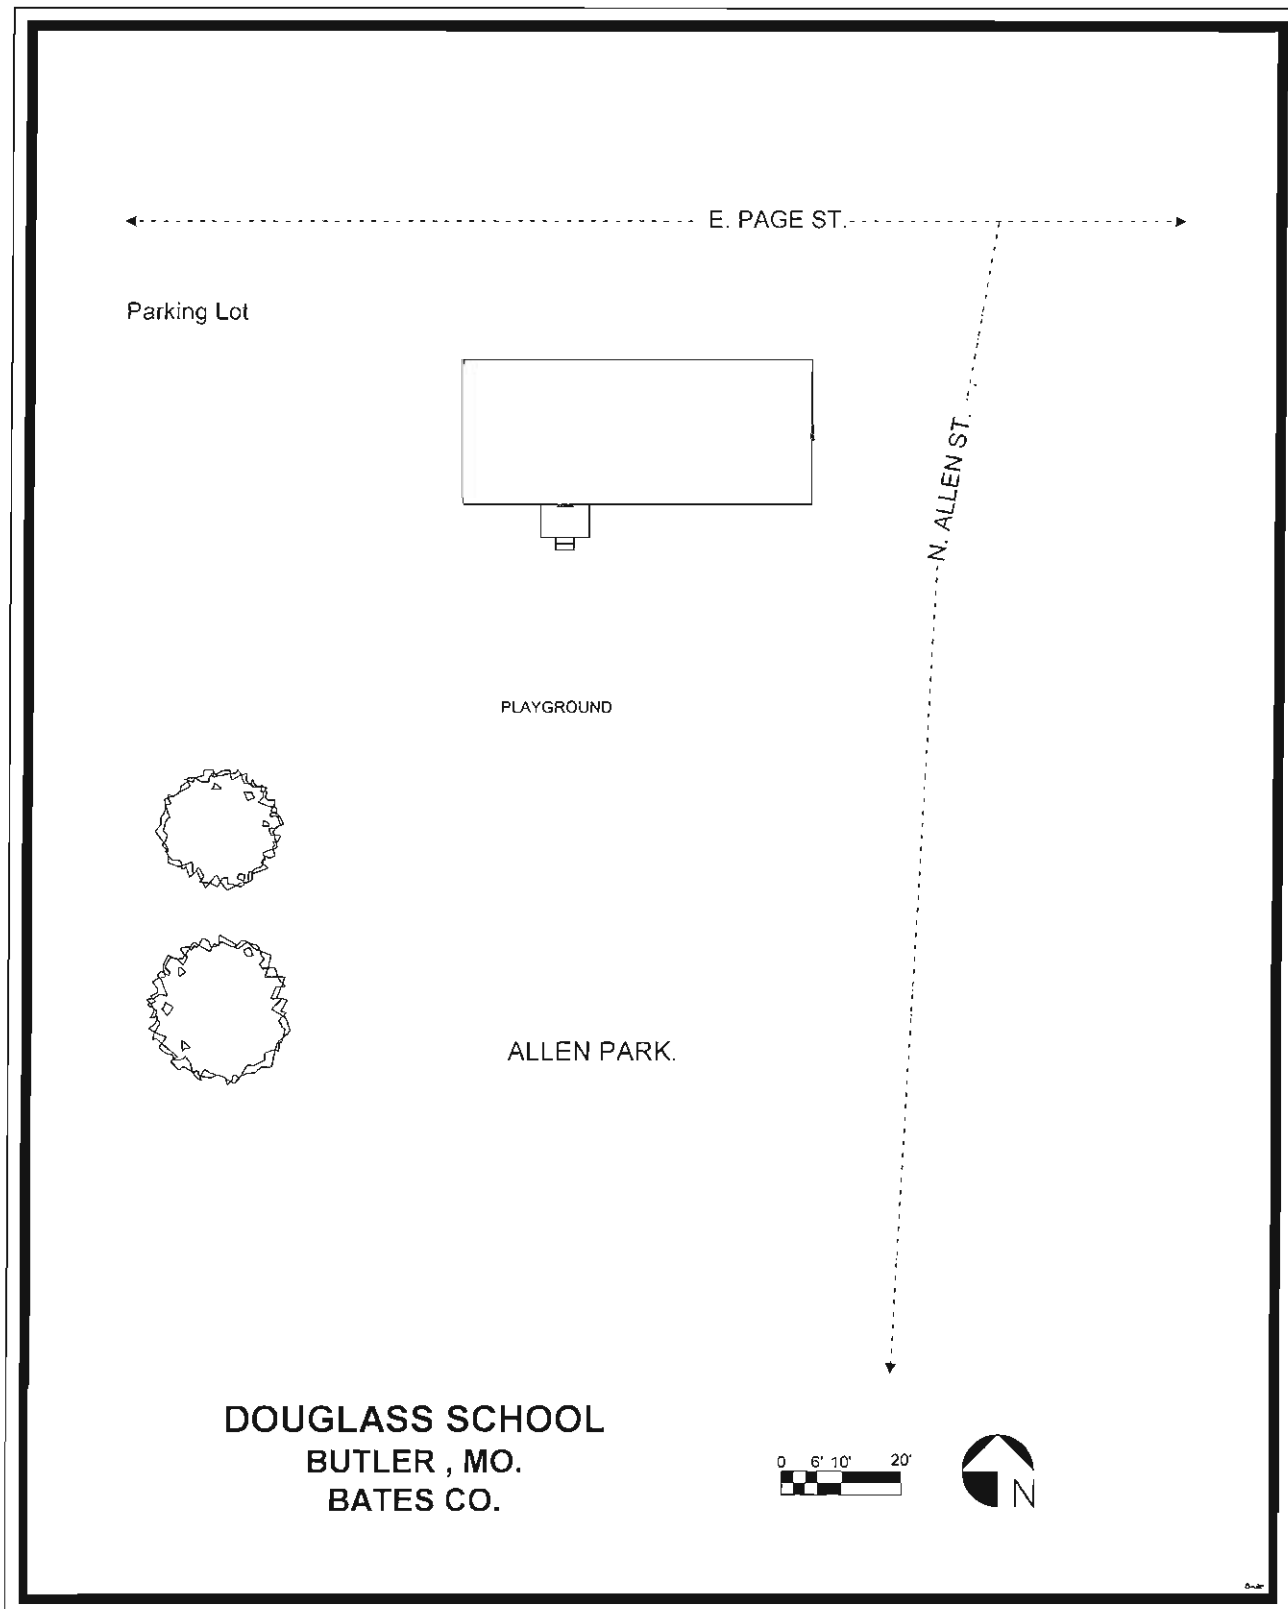 E. PAGE ST.
Parking Lot
N. ALLEN ST.
PLAYGROUND
ALLEN PARK.
DOUGLASS SCHOOL
BUTLER , MO.
BATES CO.
0 6' 10' 20'
N